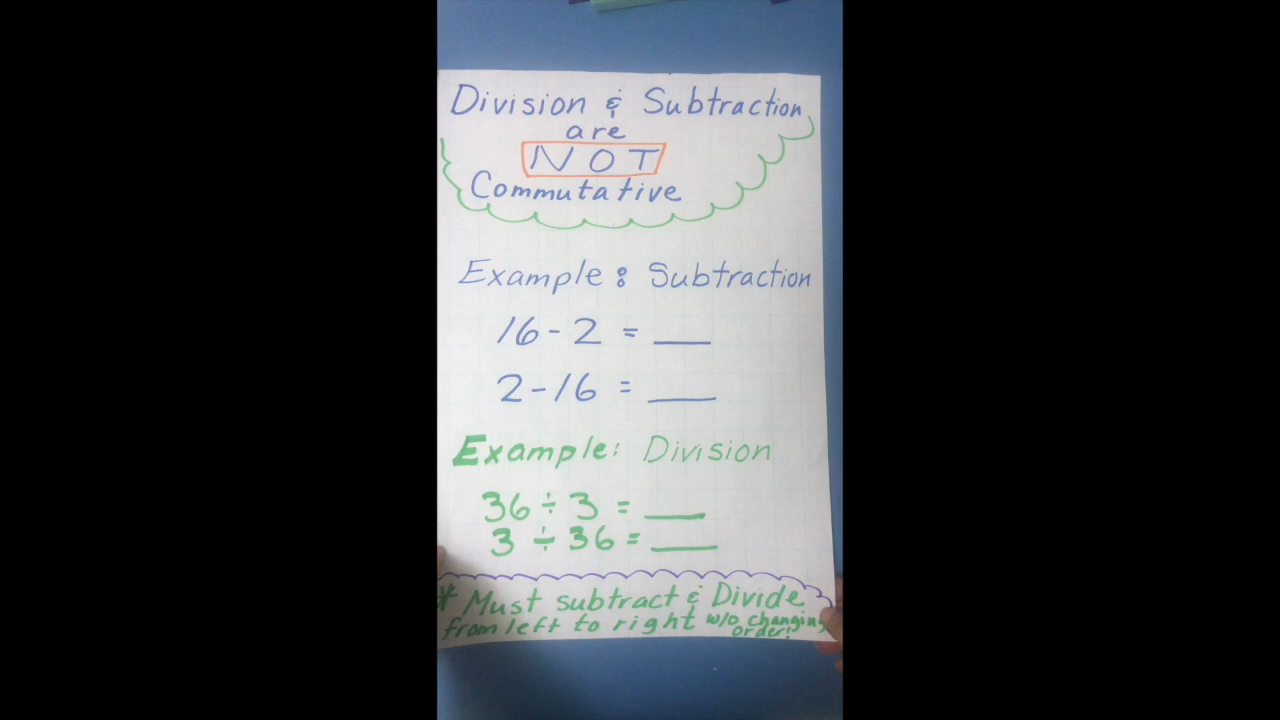 Division & Subtraction
are
NOT
Commutative
Example: Subtraction
16 - 2 = ___
2 - 16 = ___
Example: Division
36 ÷ 3 = ___
3 ÷ 36 = ___
* Must subtract & Divide
from left to right w/o changing
order!